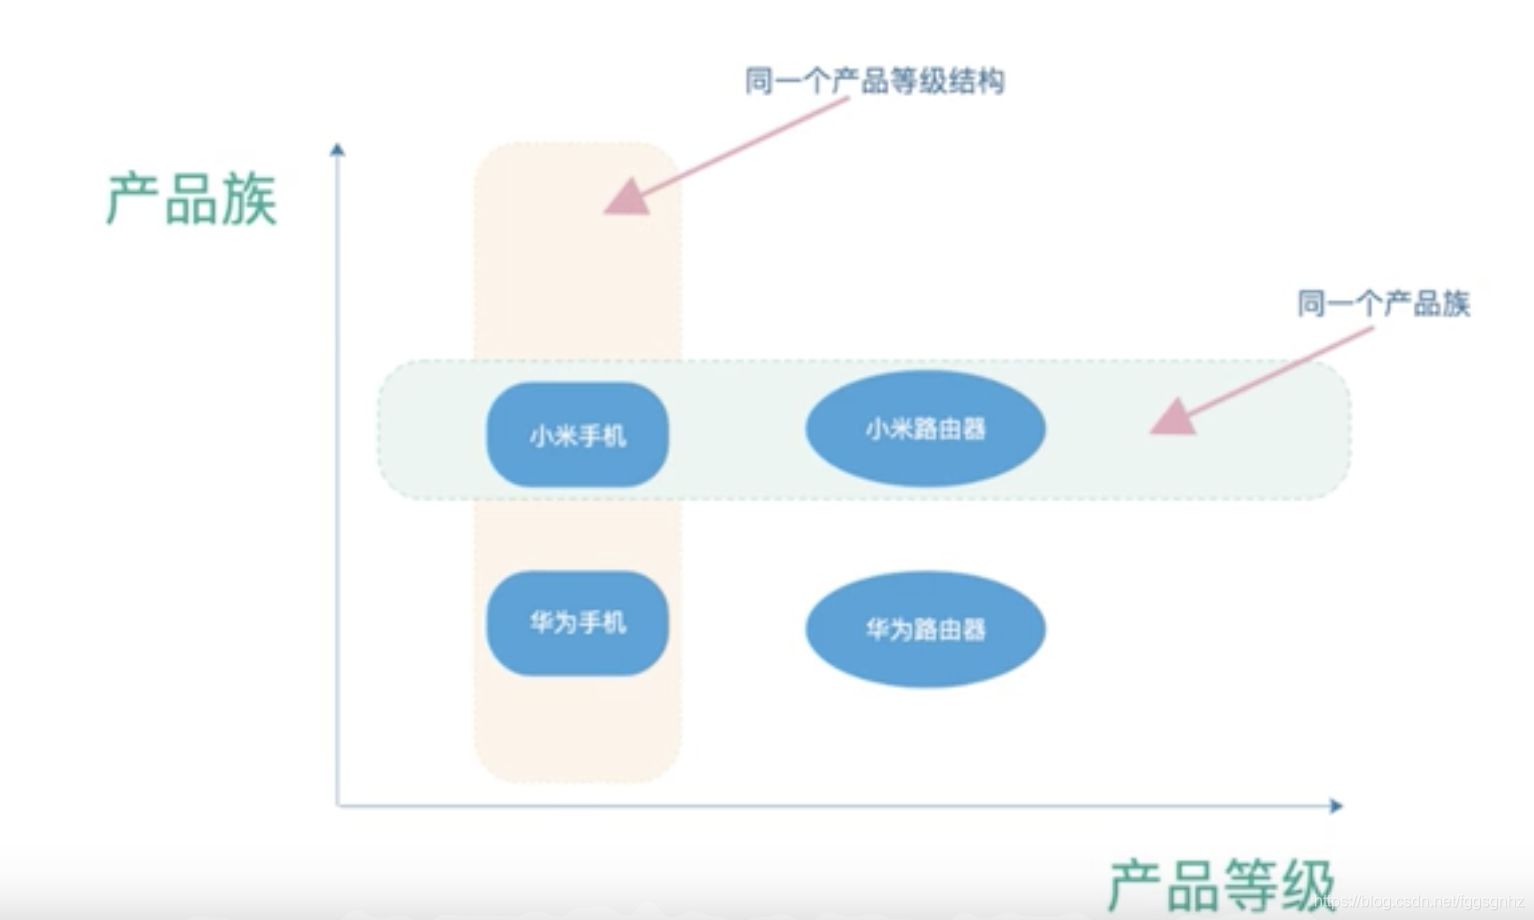 同一个产品等级结构
产品族
同一个产品族
小米手机
小米路由器
华为手机
华为路由器
产品等级
https://blog.csdn.net/fggsgnhz